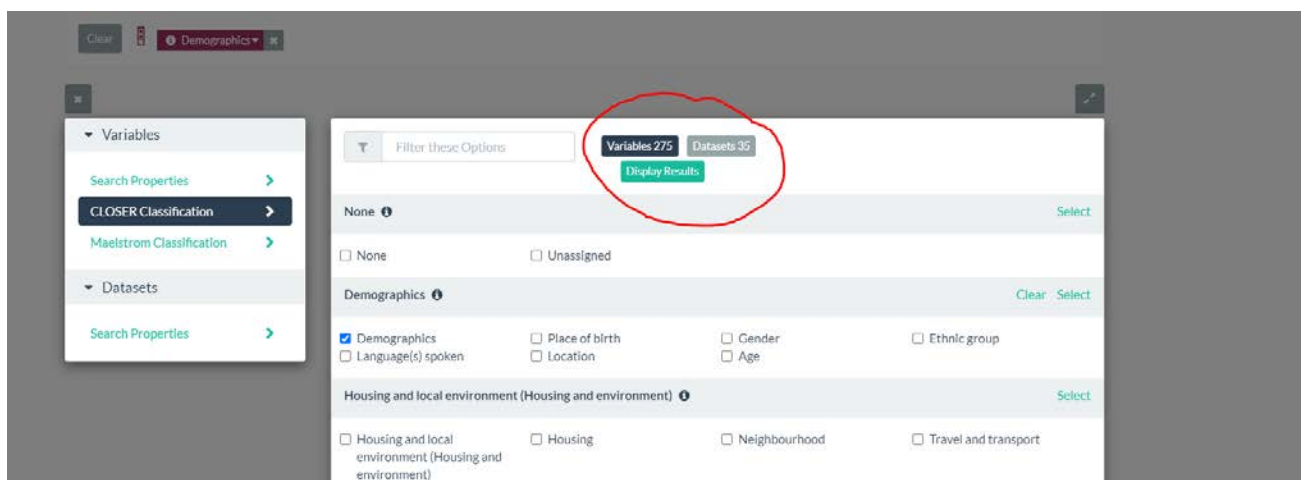 Clear Demographics
Variables
Search Properties
CLOSER Classification
Maelstrom Classification
Datasets
Search Properties
Filter these Options
Variables 275 Datasets 35
Display Results
None Select
None Unassigned
Demographics Clear Select
Demographics Place of birth Gender Ethnic group
Language(s) spoken Location Age
Housing and local environment (Housing and environment) Select
Housing and local Housing Neighbourhood Travel and transport
environment (Housing and
environment)